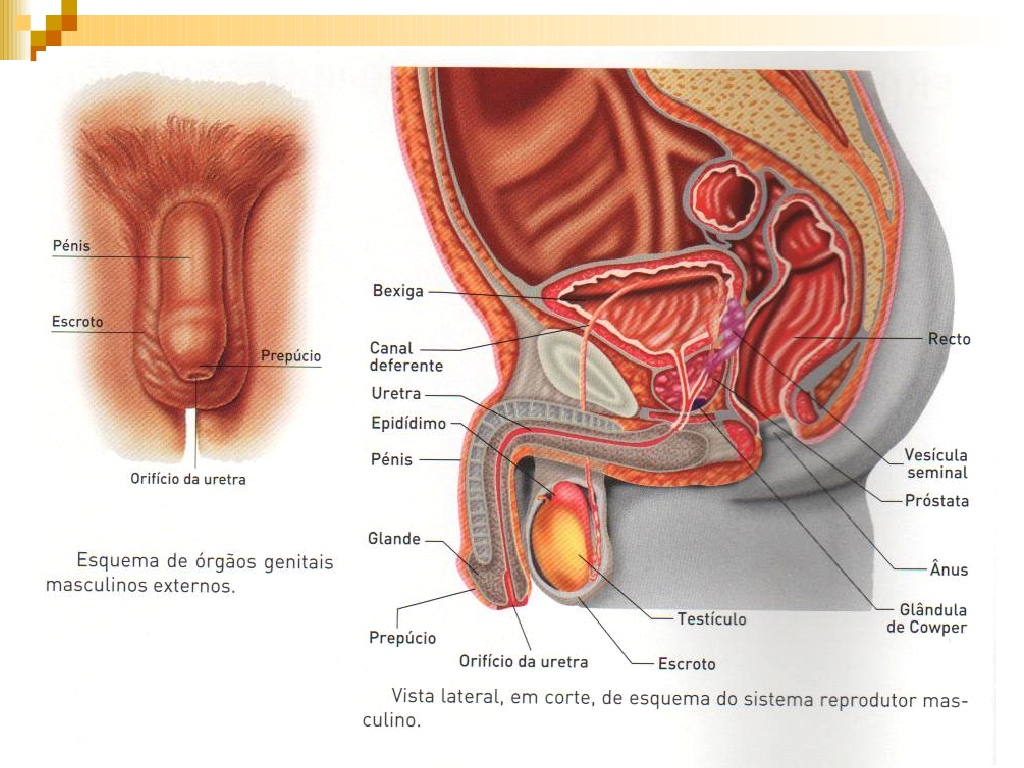 Pénis
Escroto
Prepúcio
Orifício da uretra
Esquema de órgãos genitais
masculinos externos.
Bexiga
Canal
deferente
Uretra
Epidídimo
Pénis
Glande
Prepúcio
Orifício da uretra
Recto
Vesícula
seminal
Próstata
Ânus
Glândula
de Cowper
Testículo
Escroto
Vista lateral, em corte, de esquema do sistema reprodutor mas-
culino.